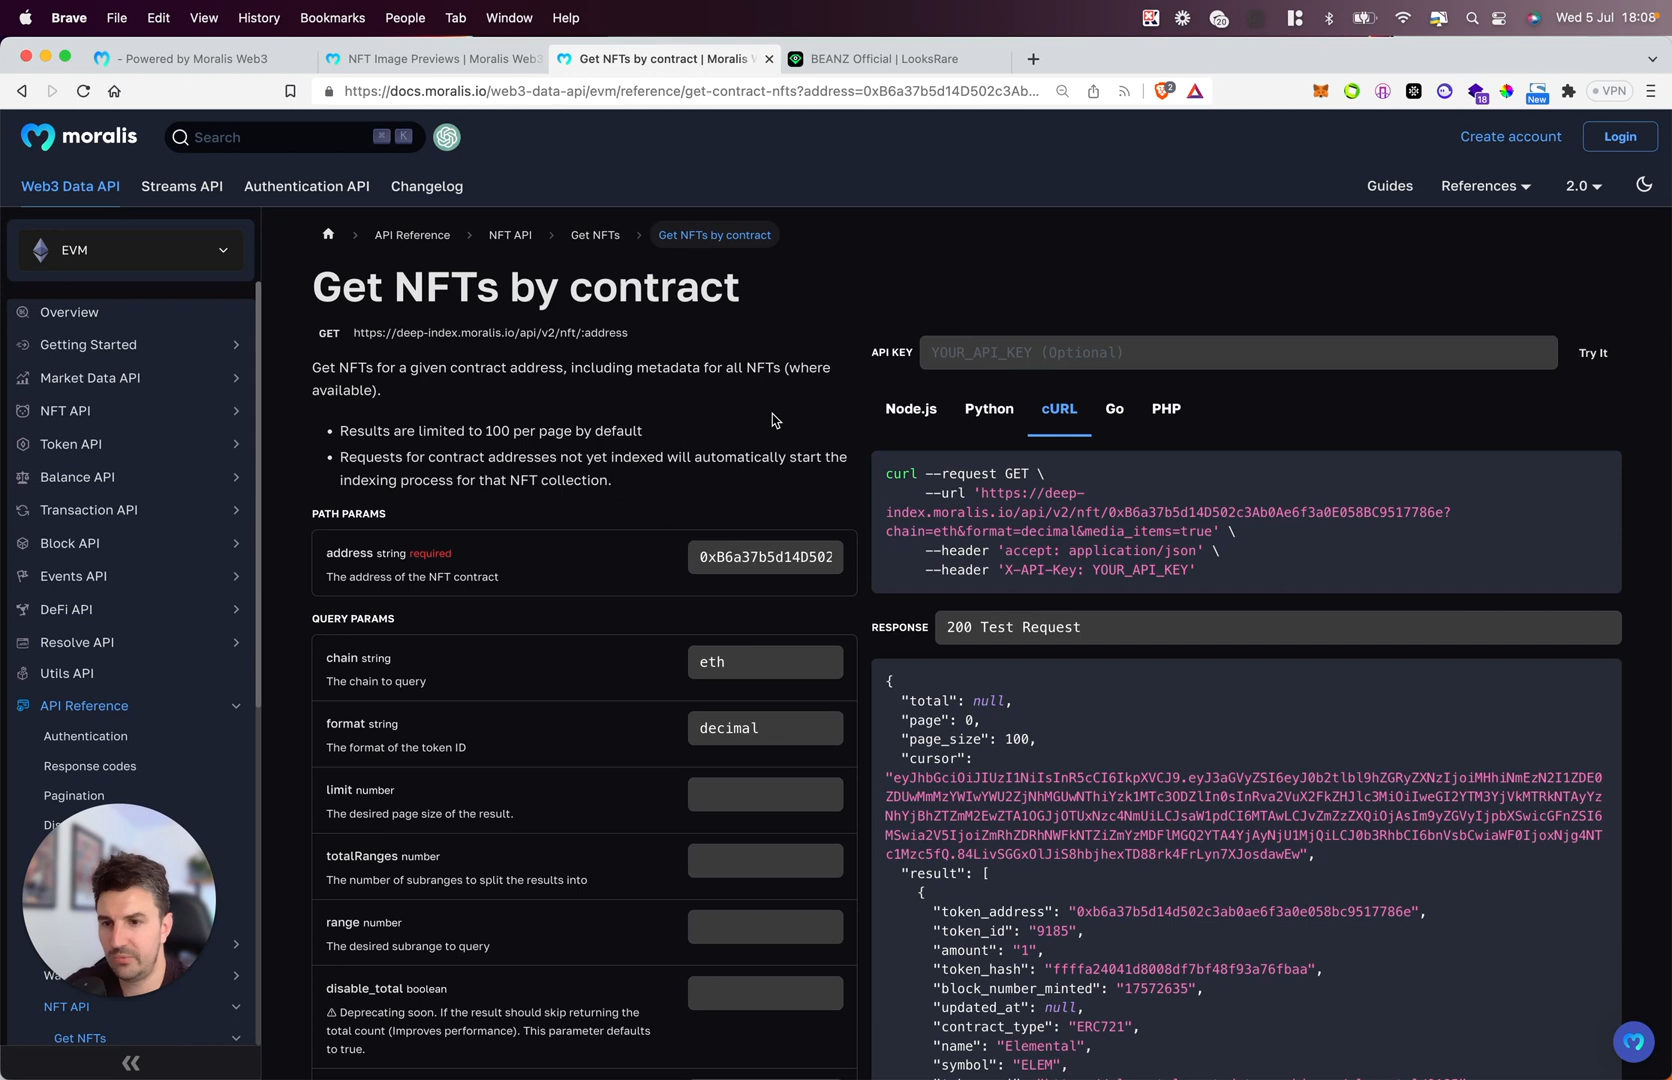 Brave File Edit View History Bookmarks People Tab Window Help
20
Wed 5 Jul 18:08
- Powered by Moralis Web3
NFT Image Previews | Moralis Web3
Get NFTs by contract | Moralis W
BEANZ Official | LooksRare
https://docs.moralis.io/web3-data-api/evm/reference/get-contract-nfts?address=0xB6a37b5d14D502c3Ab...
2
18
New
VPN
moralis
Search
K
Create account
Login
Web3 Data API
Streams API
Authentication API
Changelog
Guides
References
2.0
EVM
Overview
Getting Started
Market Data API
NFT API
Token API
Balance API
Transaction API
Block API
Events API
DeFi API
Resolve API
Utils API
API Reference
Authentication
Response codes
Pagination
Di
Wa
NFT API
Get NFTs
API Reference > NFT API > Get NFTs > Get NFTs by contract
Get NFTs by contract
GET https://deep-index.moralis.io/api/v2/nft/:address
Get NFTs for a given contract address, including metadata for all NFTs (where
available).
• Results are limited to 100 per page by default
• Requests for contract addresses not yet indexed will automatically start the
indexing process for that NFT collection.
PATH PARAMS
address string required
0xB6a37b5d14D502
The address of the NFT contract
QUERY PARAMS
chain string
eth
The chain to query
format string
decimal
The format of the token ID
limit number
The desired page size of the result.
totalRanges number
The number of subranges to split the results into
range number
The desired subrange to query
disable_total boolean
⚠ Deprecating soon. If the result should skip returning the
total count (Improves performance). This parameter defaults
to true.
API KEY
YOUR_API_KEY (Optional)
Try It
Node.js Python cURL Go PHP
curl --request GET \
--url 'https://deep-
index.moralis.io/api/v2/nft/0xB6a37b5d14D502c3Ab0Ae6f3a0E058BC9517786e?
chain=eth&format=decimal&media_items=true' \
--header 'accept: application/json' \
--header 'X-API-Key: YOUR_API_KEY'
RESPONSE
200 Test Request
{
"total": null,
"page": 0,
"page_size": 100,
"cursor":
"result": [
{
"token_address": "0xb6a37b5d14d502c3ab0ae6f3a0e058bc9517786e",
"token_id": "9185",
"amount": "1",
"token_hash": "ffffa24041d8008df7bf48f93a76fbaa",
"block_number_minted": "17572635",
"updated_at": null,
"contract_type": "ERC721",
"name": "Elemental",
"symbol": "ELEM",